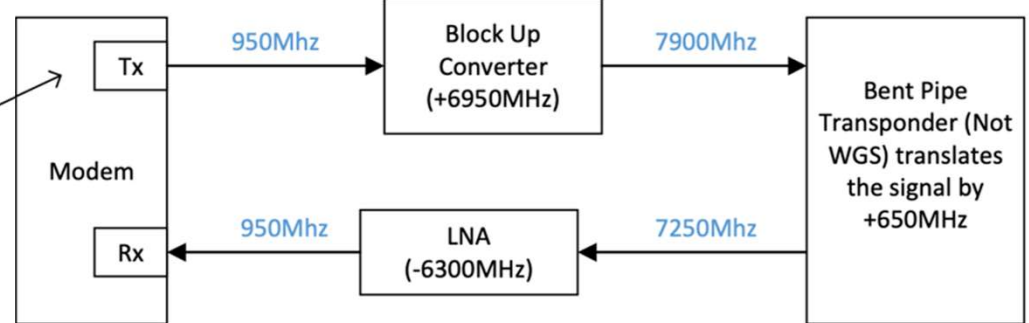 950Mhz
7900Mhz
Tx
Modem
Rx
Block Up
Converter
(+6950MHz)
Bent Pipe
Transponder (Not
WGS) translates
the signal by
+650MHz
950Mhz
7250Mhz
LNA
(-6300MHz)